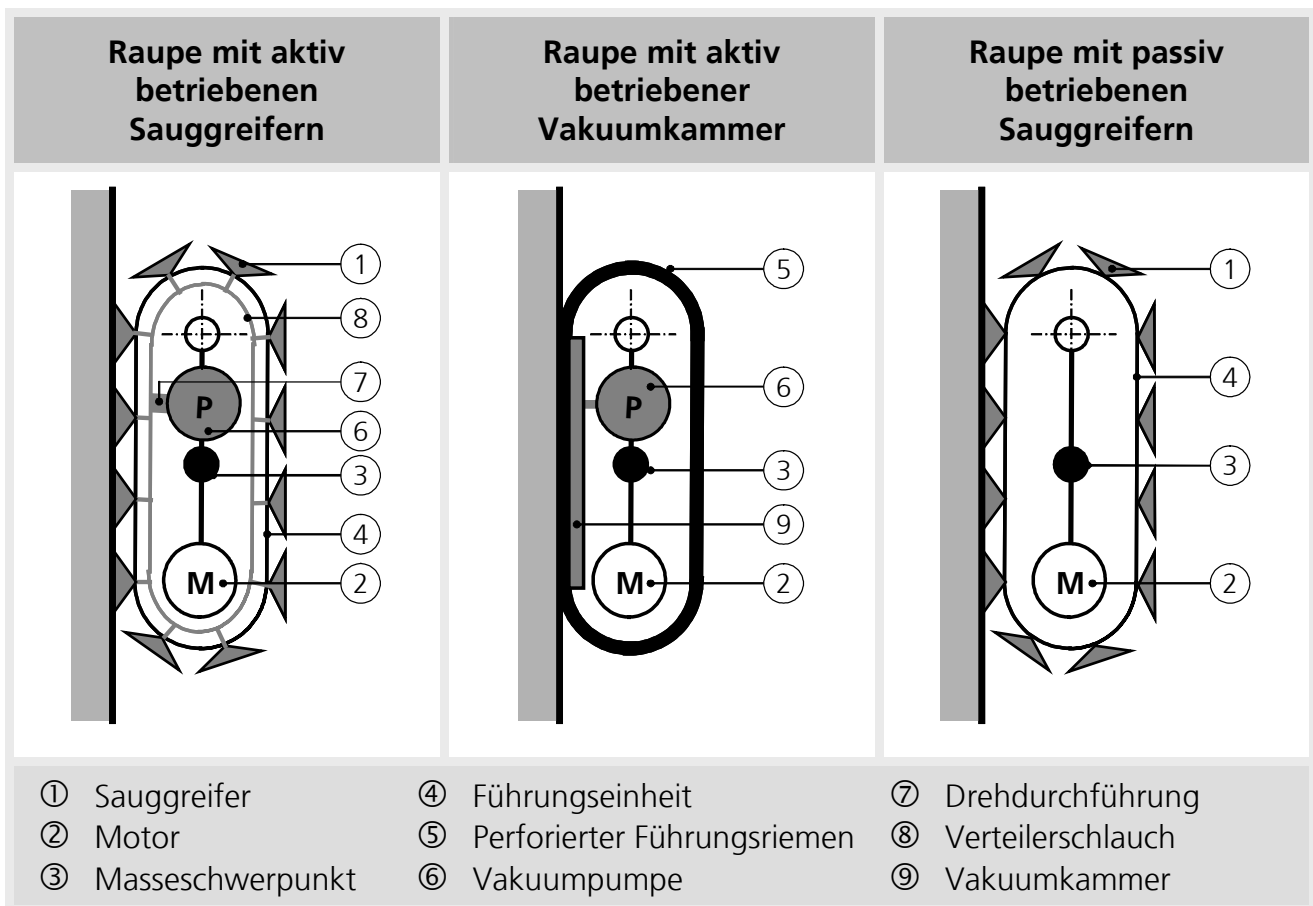 Raupe mit aktiv
betriebenen
Sauggreifern
Raupe mit aktiv
betriebener
Vakuumkammer
Raupe mit passiv
betriebenen
Sauggreifern
①
⑧
⑦
P
⑥
③
④
M
②
⑤
P
⑥
③
⑨
M
②
①
④
③
M
②
① Sauggreifer
② Motor
③ Masseschwerpunkt
④ Führungseinheit
⑤ Perforierter Führungsriemen
⑥ Vakuumpumpe
⑦ Drehdurchführung
⑧ Verteilerschlauch
⑨ Vakuumkammer